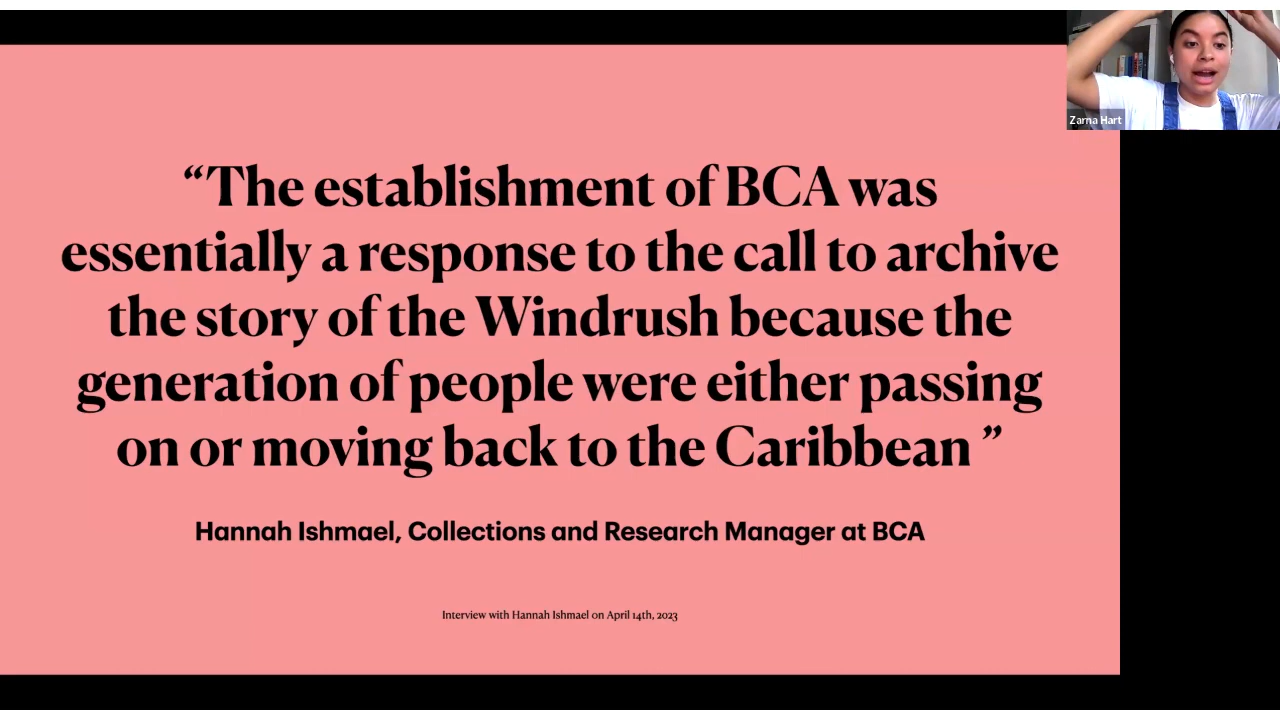 Zarna Hart
“The establishment of BCA was
essentially a response to the call to archive
the story of the Windrush because the
generation of people were either passing
on or moving back to the Caribbean ”
Hannah Ishmael, Collections and Research Manager at BCA
Interview with Hannah Ishmael on April 14th, 2023